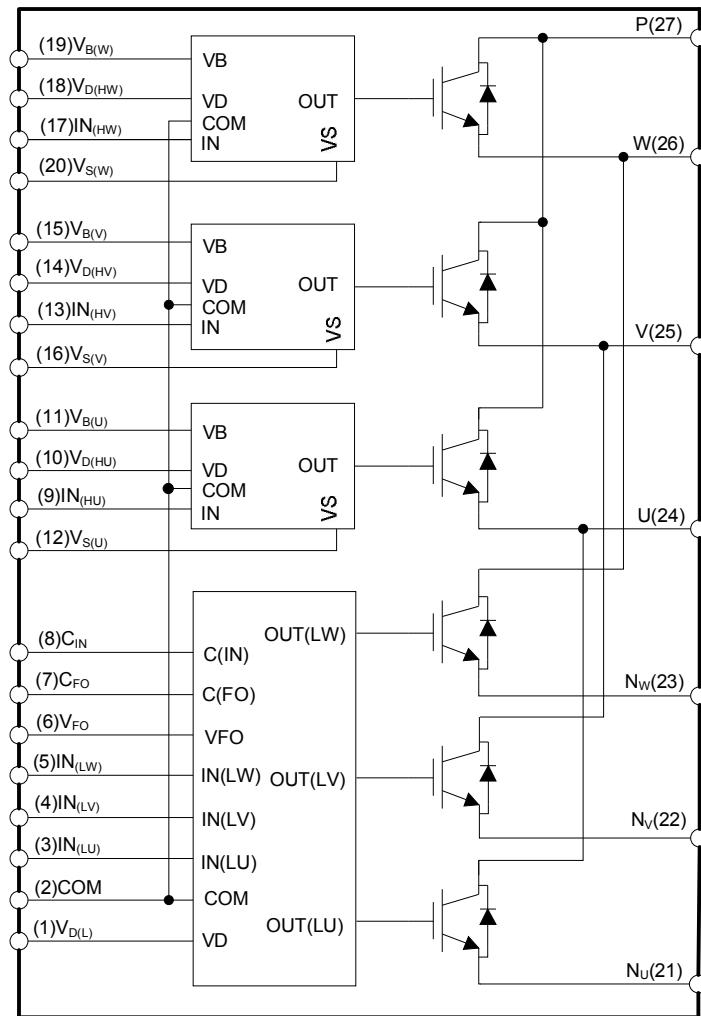 (19)VB(W)
VB
P(27)
(18)VD(HW)
VD
OUT
COM
(17)IN(HW)
IN
VS
W(26)
(20)VS(W)
(15)VB(V)
VB
(14)VD(HV)
VD
OUT
COM
(13)IN(HV)
IN
VS
V(25)
(16)VS(V)
(11)VB(U)
VB
(10)VD(HU)
VD
OUT
COM
(9)IN(HU)
IN
VS
U(24)
(12)VS(U)
OUT(LW)
(8)CIN
C(IN)
(7)CFO
C(FO)
NW(23)
(6)VFO
VFO
(5)IN(LW)
IN(LW)
OUT(LV)
(4)IN(LV)
IN(LV)
NV(22)
(3)IN(LU)
IN(LU)
(2)COM
COM
OUT(LU)
(1)VD(L)
VD
NU(21)